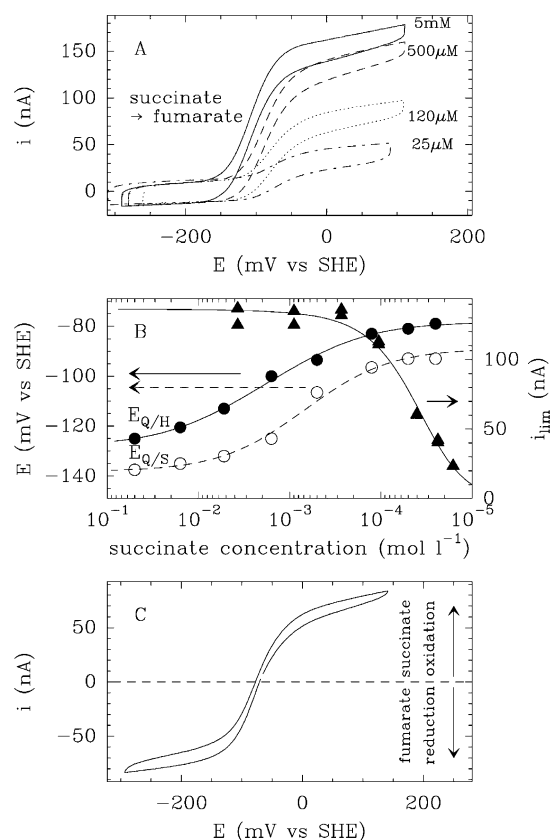 A
150
100
50
0
i (nA)
5mM
500μM
120μM
25μM
succinate
→ fumarate
−200
0
200
E (mV vs SHE)
B
−80
−100
−120
−140
E (mV vs SHE)
E_Q/H
E_Q/S
100
50
0
i_lim (nA)
10⁻¹
10⁻²
10⁻³
10⁻⁴
10⁻⁵
succinate concentration (mol l⁻¹)
C
50
0
−50
i (nA)
succinate
oxidation
fumarate
reduction
−200
0
200
E (mV vs SHE)